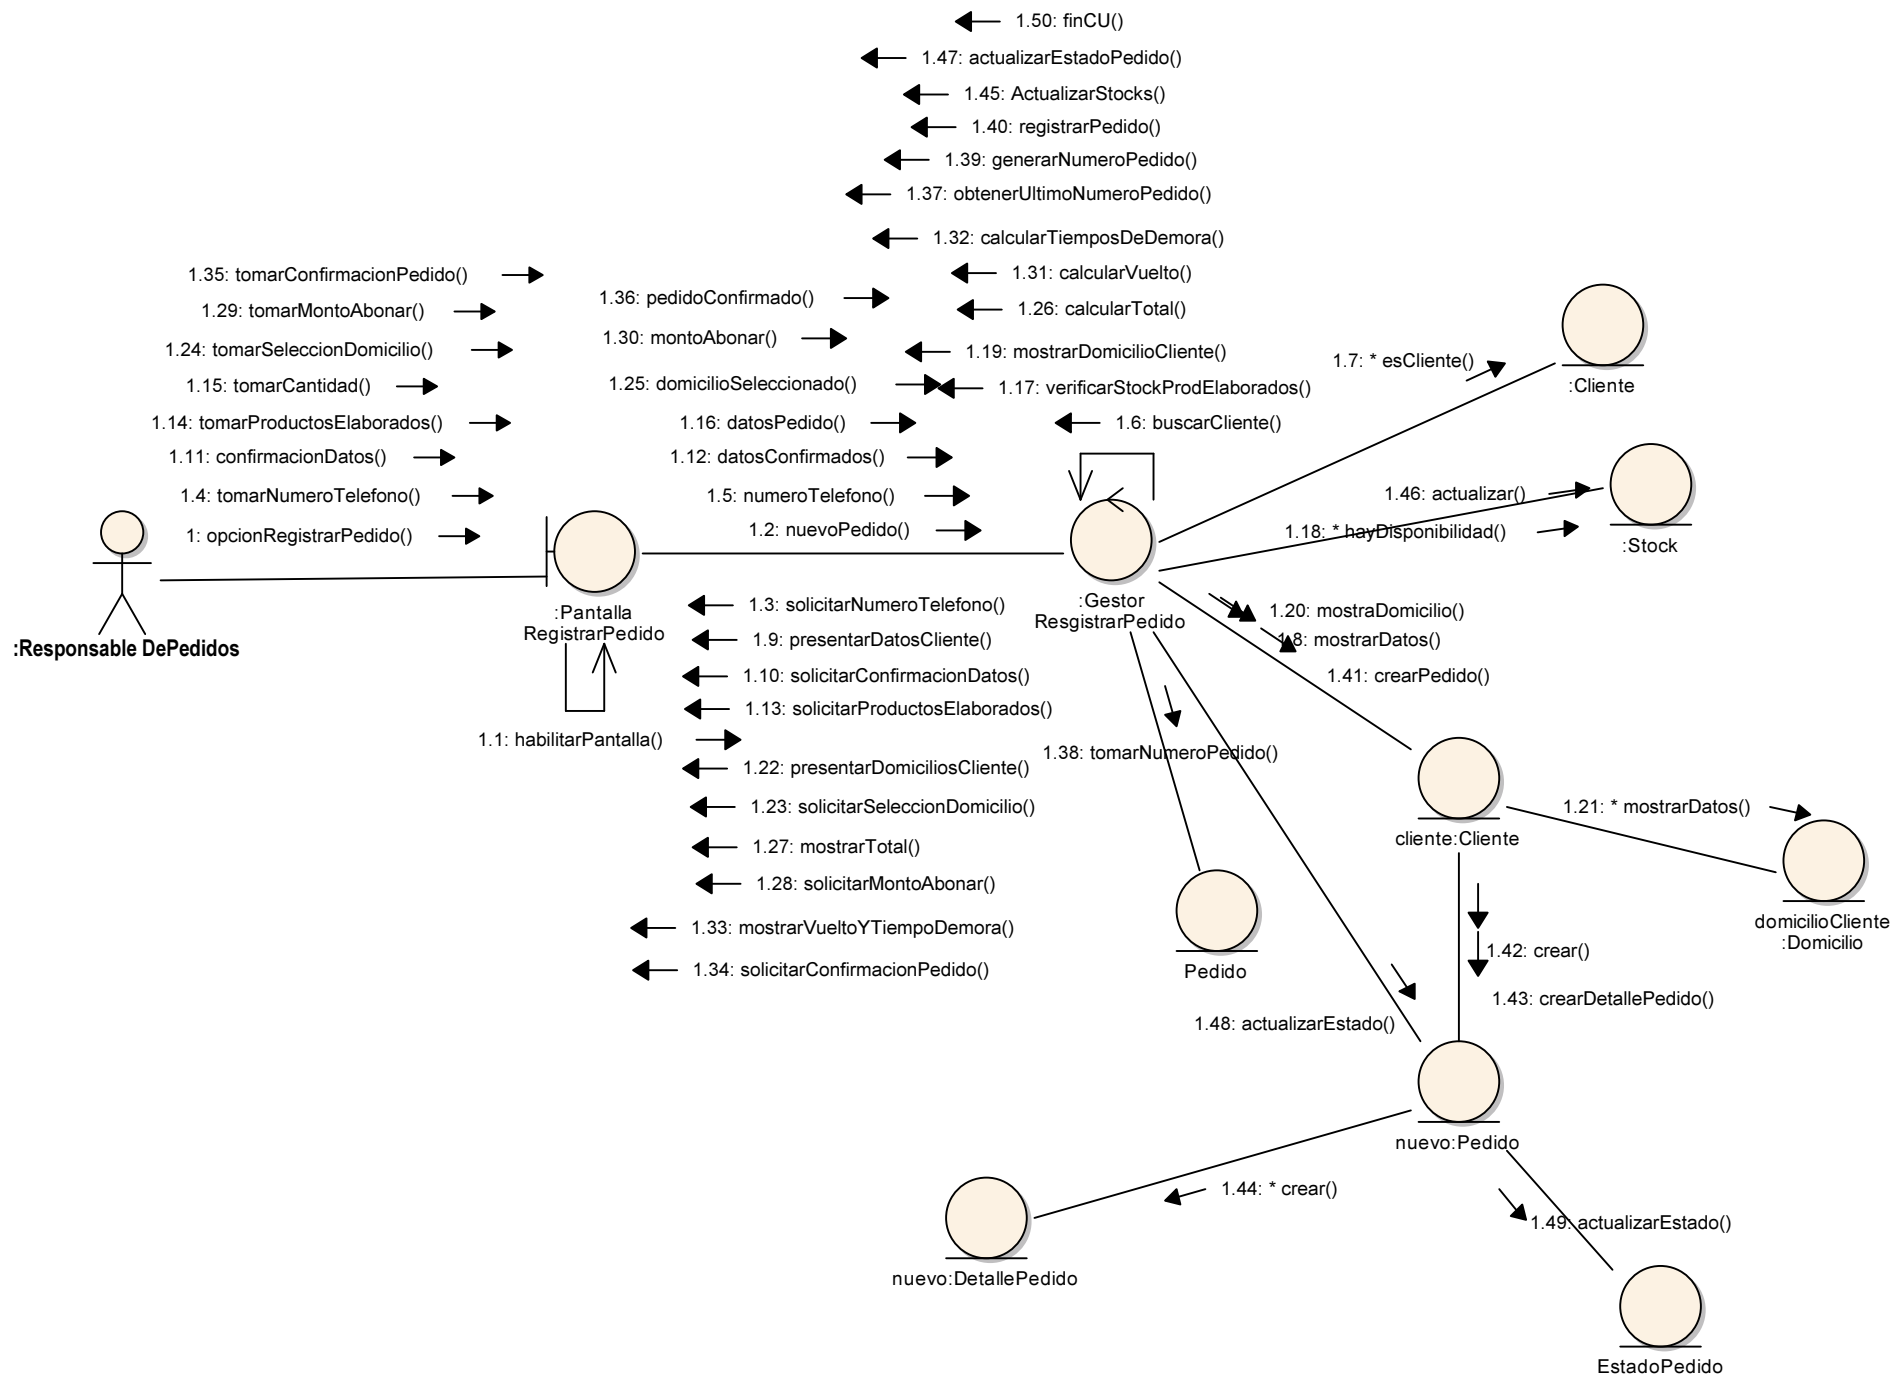 1.50: finCU()
1.47: actualizarEstadoPedido()
1.45: ActualizarStocks()
1.40: registrarPedido()
1.39: generarNumeroPedido()
1.37: obtenerUltimoNumeroPedido()
1.32: calcularTiemposDeDemora()
1.31: calcularVuelto()
1.26: calcularTotal()
1.19: mostrarDomicilioCliente()
1.17: verificarStockProdElaborados()
1.6: buscarCliente()
1.35: tomarConfirmacionPedido()
1.29: tomarMontoAbonar()
1.24: tomarSeleccionDomicilio()
1.15: tomarCantidad()
1.14: tomarProductosElaborados()
1.11: confirmacionDatos()
1.4: tomarNumeroTelefono()
1: opcionRegistrarPedido()
1.36: pedidoConfirmado()
1.30: montoAbonar()
1.25: domicilioSeleccionado()
1.16: datosPedido()
1.12: datosConfirmados()
1.5: numeroTelefono()
1.2: nuevoPedido()
1.7: * esCliente()
:Cliente
1.46: actualizar()
1.18: * hayDisponibilidad()
:Stock
:Responsable DePedidos
:Pantalla
RegistrarPedido
:Gestor
ResgistrarPedido
1.3: solicitarNumeroTelefono()
1.9: presentarDatosCliente()
1.10: solicitarConfirmacionDatos()
1.13: solicitarProductosElaborados()
1.1: habilitarPantalla()
1.22: presentarDomiciliosCliente()
1.23: solicitarSeleccionDomicilio()
1.27: mostrarTotal()
1.28: solicitarMontoAbonar()
1.33: mostrarVueltoYTiempoDemora()
1.34: solicitarConfirmacionPedido()
1.20: mostraDomicilio()
1.8: mostrarDatos()
1.41: crearPedido()
1.38: tomarNumeroPedido()
cliente:Cliente
1.21: * mostrarDatos()
domicilioCliente
:Domicilio
Pedido
1.42: crear()
1.43: crearDetallePedido()
1.48: actualizarEstado()
nuevo:Pedido
1.44: * crear()
1.49: actualizarEstado()
nuevo:DetallePedido
EstadoPedido